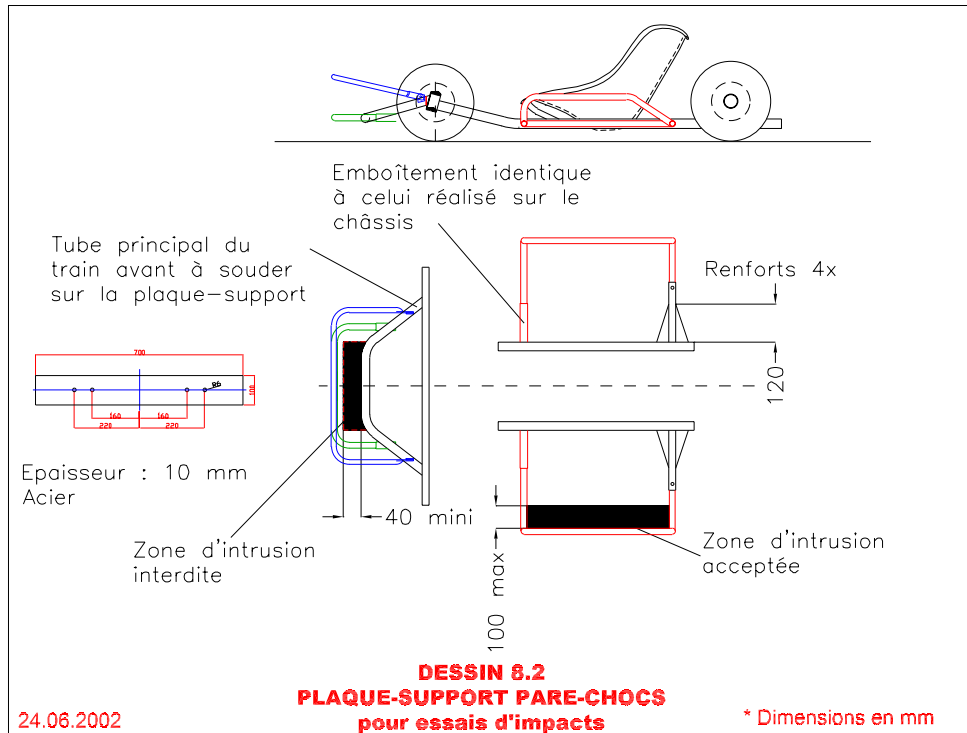 Emboîtement identique
à celui réalisé sur le
châssis
Tube principal du
train avant à souder
sur la plaque-support
Renforts 4x
700
R6
100
160 160
220 220
120
Epaisseur : 10 mm
Acier
40 mini
Zone d'intrusion
interdite
100 max
Zone d'intrusion
acceptée
DESSIN 8.2
PLAQUE-SUPPORT PARE-CHOCS
pour essais d'impacts
24.06.2002
* Dimensions en mm